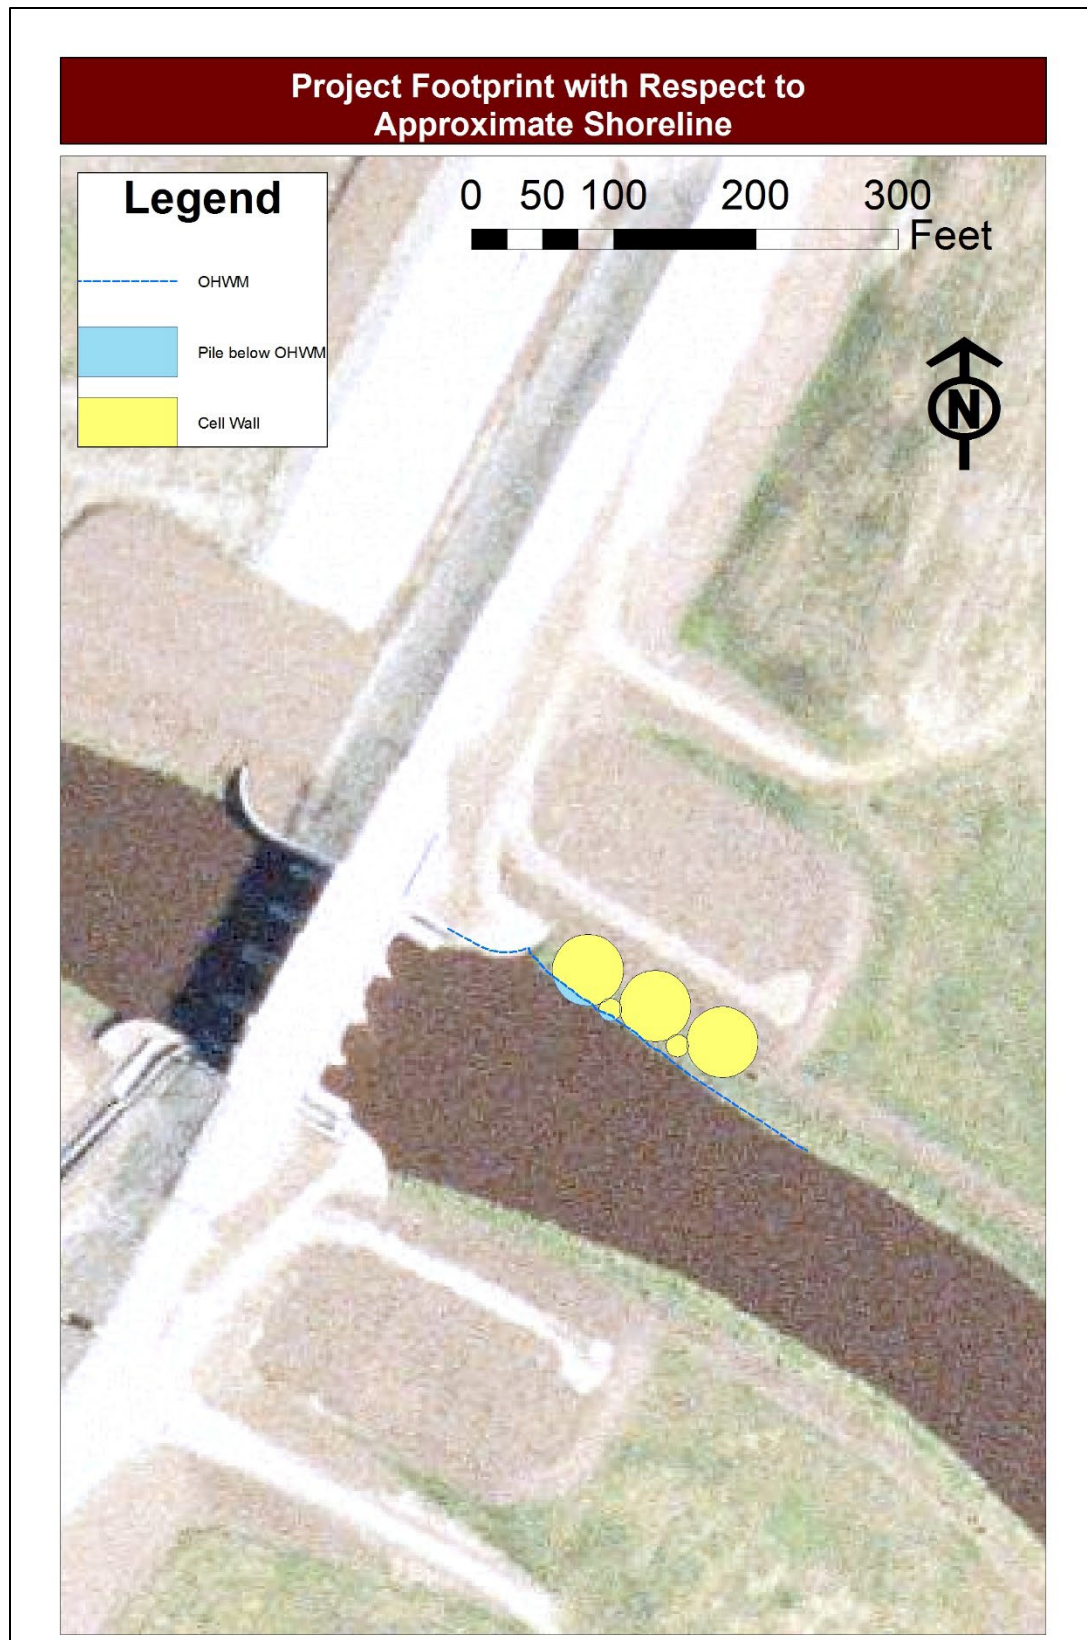 Project Footprint with Respect to
Approximate Shoreline
Legend
OHWM
Pile below OHWM
Cell Wall
0 50 100 200 300
Feet
N